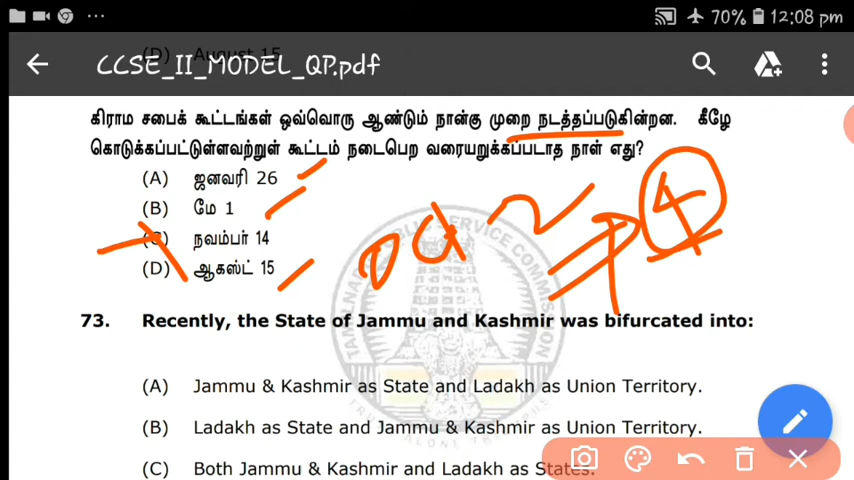 70% 12:08 pm
(D) August 15
CCSE_II_MODEL_QP.pdf
கிராம சபைக் கூட்டங்கள் ஒவ்வொரு ஆண்டும் நான்கு முறை நடத்தப்படுகின்றன. கீழே
கொடுக்கப்பட்டுள்ளவற்றுள் கூட்டம் நடைபெற வரையறுக்கப்படாத நாள் எது?
(A) ஜனவரி 26
(B) மே 1
(C) நவம்பர் 14
(D) ஆகஸ்ட் 15
4
73. Recently, the State of Jammu and Kashmir was bifurcated into:
(A) Jammu & Kashmir as State and Ladakh as Union Territory.
(B) Ladakh as State and Jammu & Kashmir as Union Territory.
(C) Both Jammu & Kashmir and Ladakh as States.